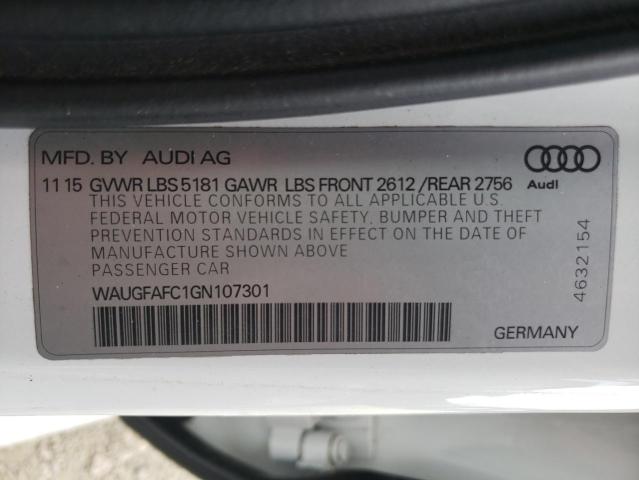 MFD. BY AUDI AG
11 15 GVWR LBS 5181 GAWR LBS FRONT 2612 /REAR 2756
THIS VEHICLE CONFORMS TO ALL APPLICABLE U.S.
FEDERAL MOTOR VEHICLE SAFETY, BUMPER AND THEFT
PREVENTION STANDARDS IN EFFECT ON THE DATE OF
MANUFACTURE SHOWN ABOVE
PASSENGER CAR
WAUGFAFC1GN107301
Audi
4632154
GERMANY